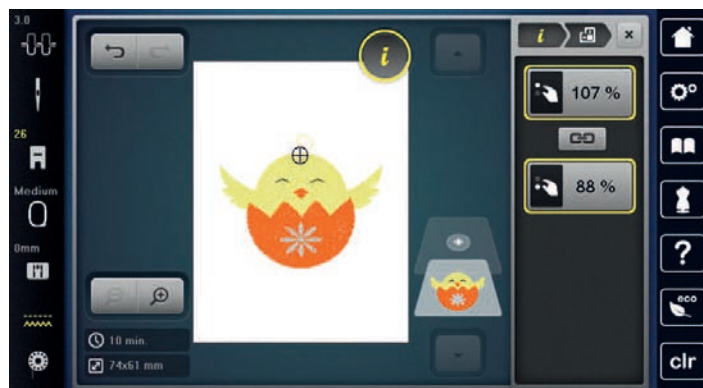 3.0
26
Medium
0mm
10 min.
74x61 mm
i
i
107 %
88 %
?
eco
clr